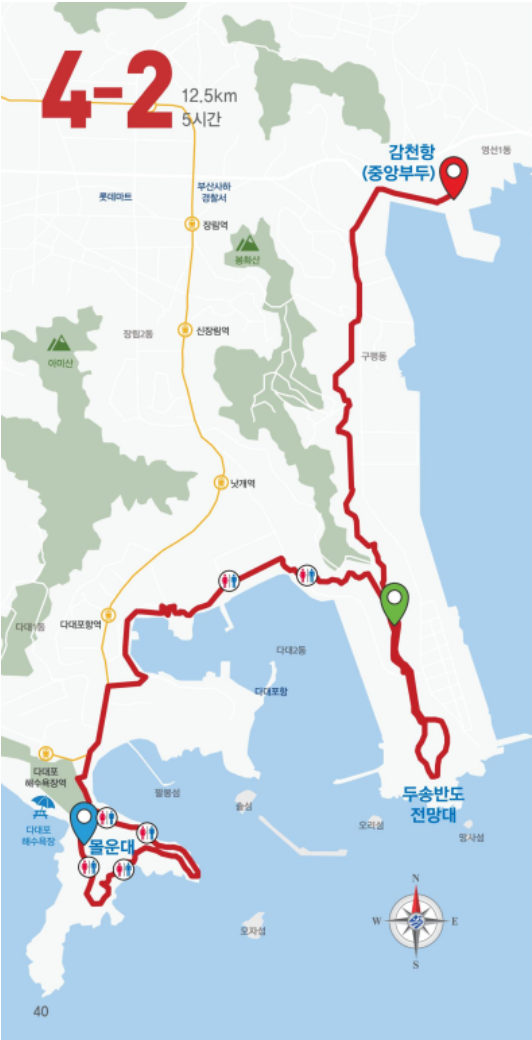 4-2
12.5km
5시간
감천항
(중앙부두)
영선1동
롯데마트
부산사하
경찰서
장림역
봉화산
장림2동
신장림역
아미산
구평동
낫개역
다대1동
다대포항역
다대2동
다대포항
다대포
해수욕장역
팔봉섬
솔섬
두송반도
전망대
다대포
해수욕장
몰운대
오리섬
명사섬
모자섬
N
W
E
S
40